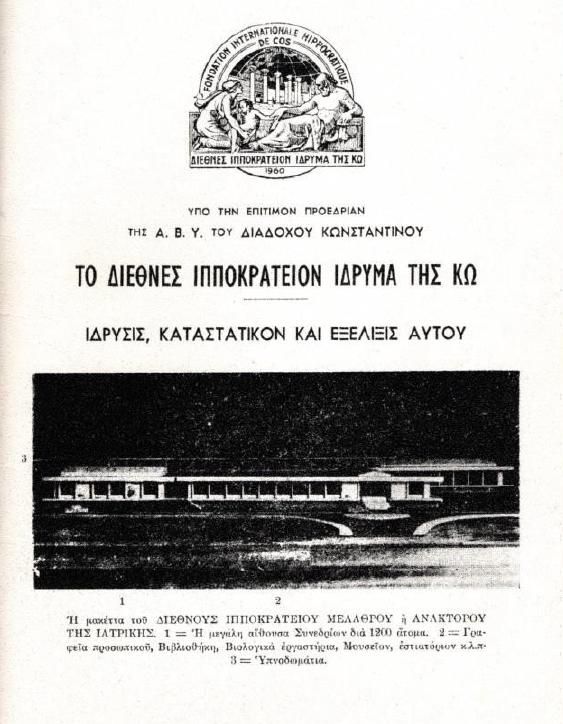 FONDATION INTERNATIONALE HIPPOCRATIQUE
DE COS
ΔΙΕΘΝΕΣ ΙΠΠΟΚΡΑΤΕΙΟΝ ΙΔΡΥΜΑ ΤΗΣ ΚΩ
1960
ΥΠΟ ΤΗΝ ΕΠΙΤΙΜΟΝ ΠΡΟΕΔΡΙΑΝ
ΤΗΣ Α. Β. Υ. ΤΟΥ ΔΙΑΔΟΧΟΥ ΚΩΝΣΤΑΝΤΙΝΟΥ
ΤΟ ΔΙΕΘΝΕΣ ΙΠΠΟΚΡΑΤΕΙΟΝ ΙΔΡΥΜΑ ΤΗΣ ΚΩ
ΙΔΡΥΣΙΣ, ΚΑΤΑΣΤΑΤΙΚΟΝ ΚΑΙ ΕΞΕΛΙΞΙΣ ΑΥΤΟΥ
3
1 2
Ἡ μακέττα τοῦ ΔΙΕΘΝΟΥΣ ΙΠΠΟΚΡΑΤΕΙΟΥ ΜΕΛΑΘΡΟΥ ἢ ΑΝΑΚΤΟΡΟΥ
ΤΗΣ ΙΑΤΡΙΚΗΣ. 1 = Ἡ μεγάλη αἴθουσα Συνεδρίων διὰ 1200 ἄτομα. 2 = Γρα-
φεῖα προσωπικοῦ, Βιβλιοθήκη, Βιολογικὰ ἐργαστήρια, Μουσεῖον, ἑστιατόριον κ.λ.π.
3 = Ὑπνοδωμάτια.